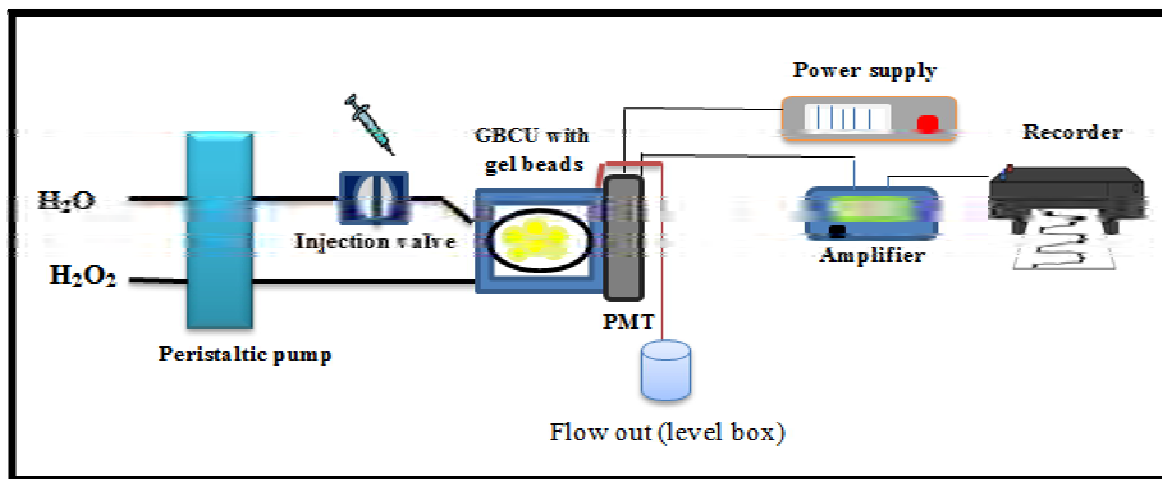 Power supply
GBCU with
gel beads
Recorder
H₂O
Injection valve
Amplifier
H₂O₂
PMT
Peristaltic pump
Flow out (level box)